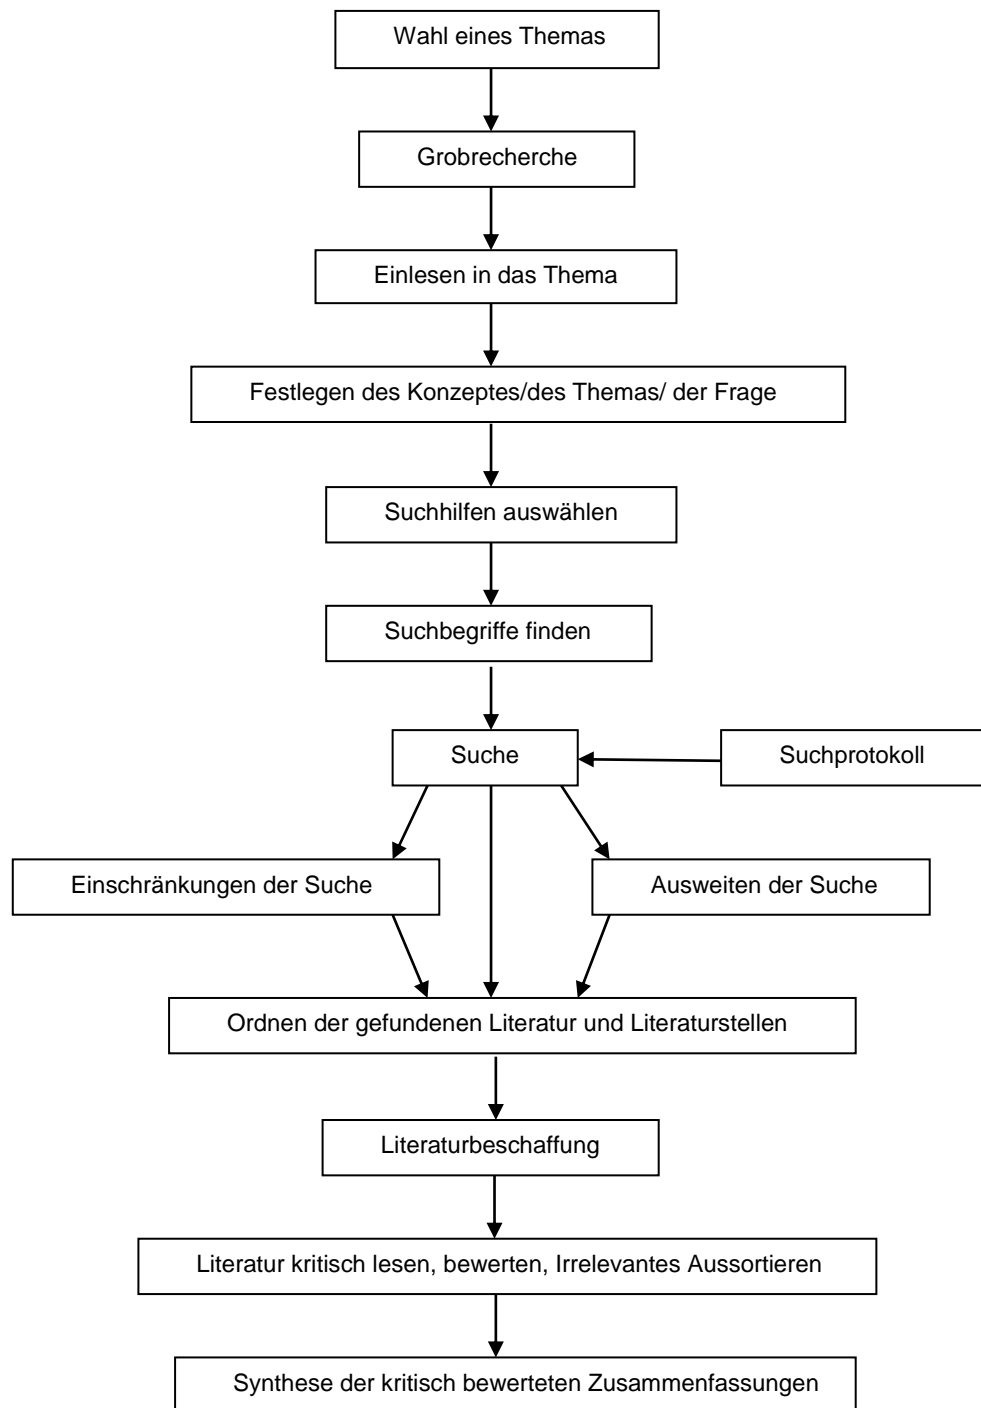 Wahl eines Themas
Grobrecherche
Einlesen in das Thema
Festlegen des Konzeptes/des Themas/ der Frage
Suchhilfen auswählen
Suchbegriffe finden
Suche
Suchprotokoll
Einschränkungen der Suche
Ausweiten der Suche
Ordnen der gefundenen Literatur und Literaturstellen
Literaturbeschaffung
Literatur kritisch lesen, bewerten, Irrelevantes Aussortieren
Synthese der kritisch bewerteten Zusammenfassungen